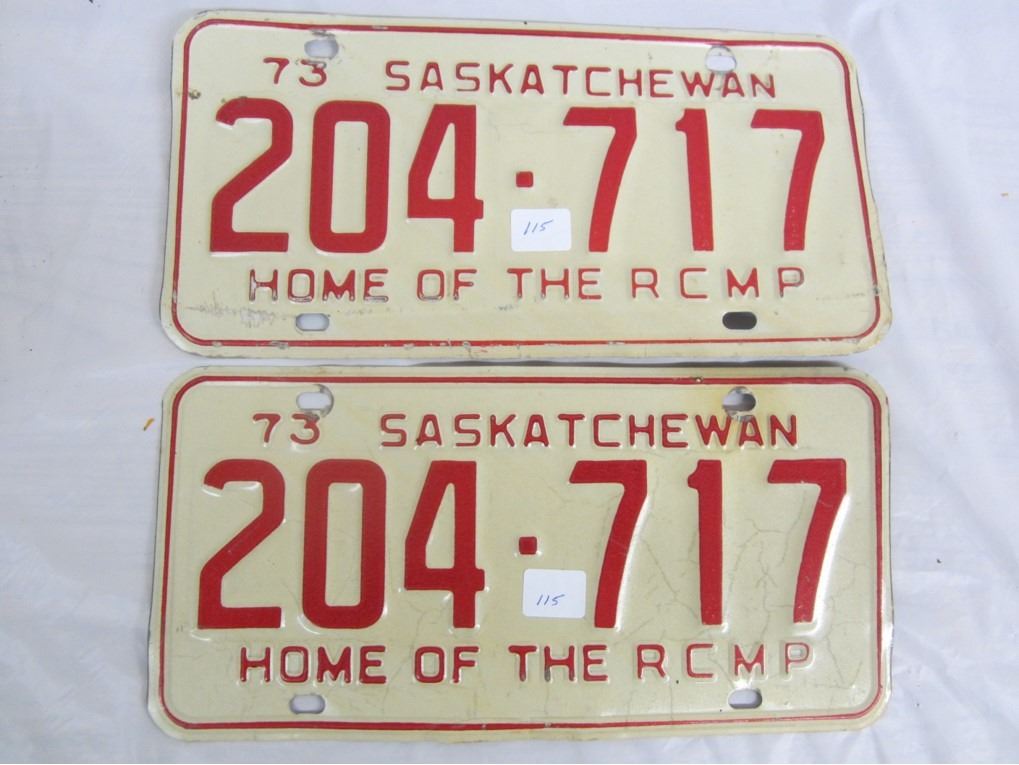 73 SASKATCHEWAN
204·717
115
HOME OF THE RCMP
73 SASKATCHEWAN
204·717
115
HOME OF THE RCMP